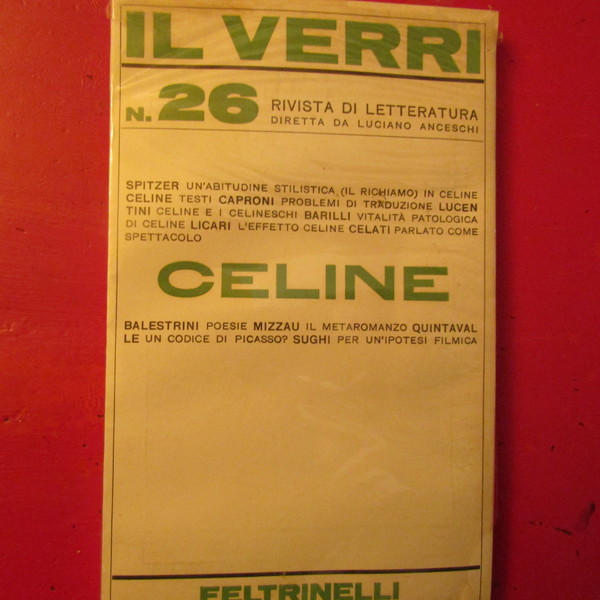 IL VERRI
N. 26 RIVISTA DI LETTERATURA
DIRETTA DA LUCIANO ANCESCHI
SPITZER UN'ABITUDINE STILISTICA (IL RICHIAMO) IN CELINE
CELINE TESTI CAPRONI PROBLEMI DI TRADUZIONE LUCEN
TINI CELINE E I CELINESCHI BARILLI VITALITÀ PATOLOGICA
DI CELINE LICARI L'EFFETTO CELINE CELATI PARLATO COME
SPETTACOLO
CELINE
BALESTRINI POESIE MIZZAU IL METAROMANZO QUINTAVAL
LE UN CODICE DI PICASSO? SUGHI PER UN'IPOTESI FILMICA
FELTRINELLI